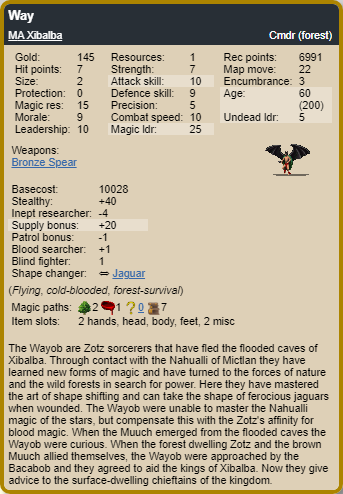 Way
MA Xibalba Cmdr (forest)
Gold: 145 Resources: 1 Rec points: 6991
Hit points: 7 Strength: 7 Map move: 22
Size: 2 Attack skill: 10 Encumbrance: 3
Protection: 0 Defence skill: 9 Age: 60
Magic res: 15 Precision: 5 (200)
Morale: 9 Combat speed: 10 Undead ldr: 5
Leadership: 10 Magic ldr: 25
Weapons:
Bronze Spear
Basecost: 10028
Stealthy: +40
Inept researcher: -4
Supply bonus: +20
Patrol bonus: -1
Blood searcher: +1
Blind fighter: 1
Shape changer: ⇔ Jaguar
(Flying, cold-blooded, forest-survival)
Magic paths: 2 1 ? 0 7
Item slots: 2 hands, head, body, feet, 2 misc
The Wayob are Zotz sorcerers that have fled the flooded caves of
Xibalba. Through contact with the Nahualli of Mictlan they have
learned new forms of magic and have turned to the forces of nature
and the wild forests in search for power. Here they have mastered
the art of shape shifting and can take the shape of ferocious jaguars
when wounded. The Wayob were unable to master the Nahualli
magic of the stars, but compensate this with the Zotz's affinity for
blood magic. When the Muuch emerged from the flooded caves the
Wayob were curious. When the forest dwelling Zotz and the brown
Muuch allied themselves, the Wayob were approached by the
Bacabob and they agreed to aid the kings of Xibalba. Now they give
advice to the surface-dwelling chieftains of the kingdom.